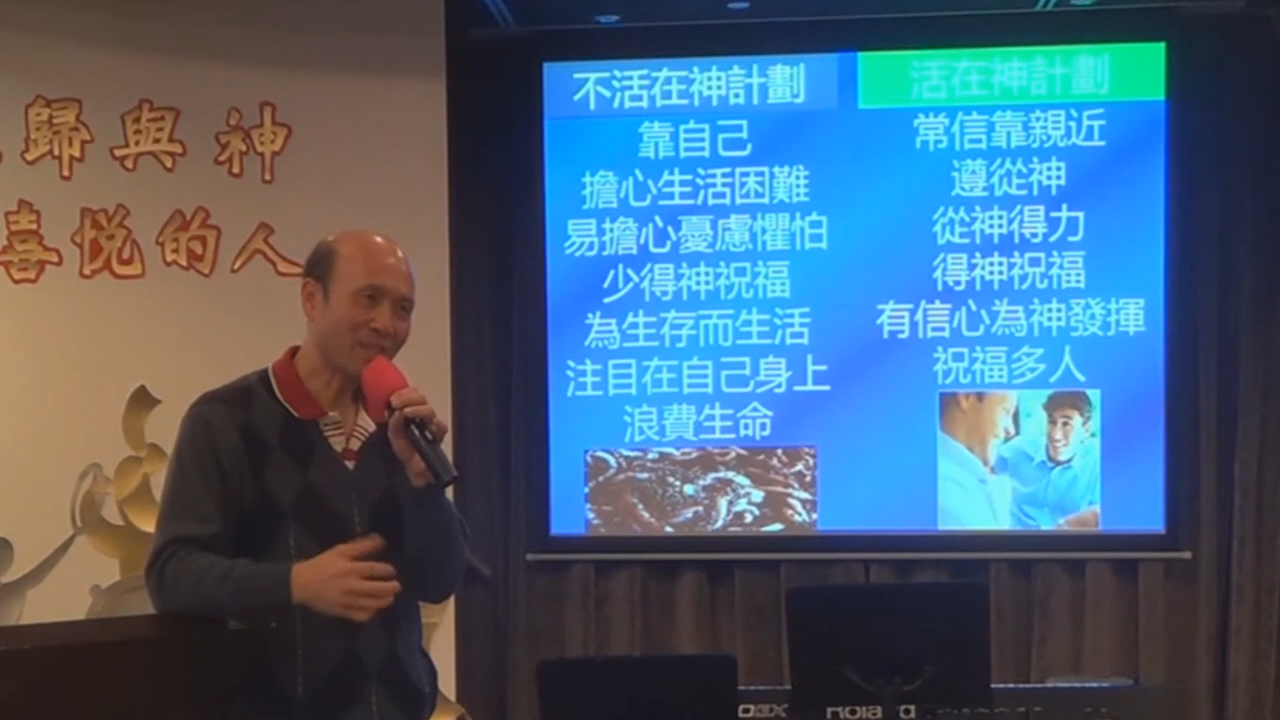 歸與神
喜悅的人
不活在神計劃
靠自己
擔心生活困難
易擔心憂慮懼怕
少得神祝福
為生存而生活
注目在自己身上
浪費生命
活在神計劃
常信靠親近
遵從神
從神得力
得神祝福
有信心為神發揮
祝福多人
Roland